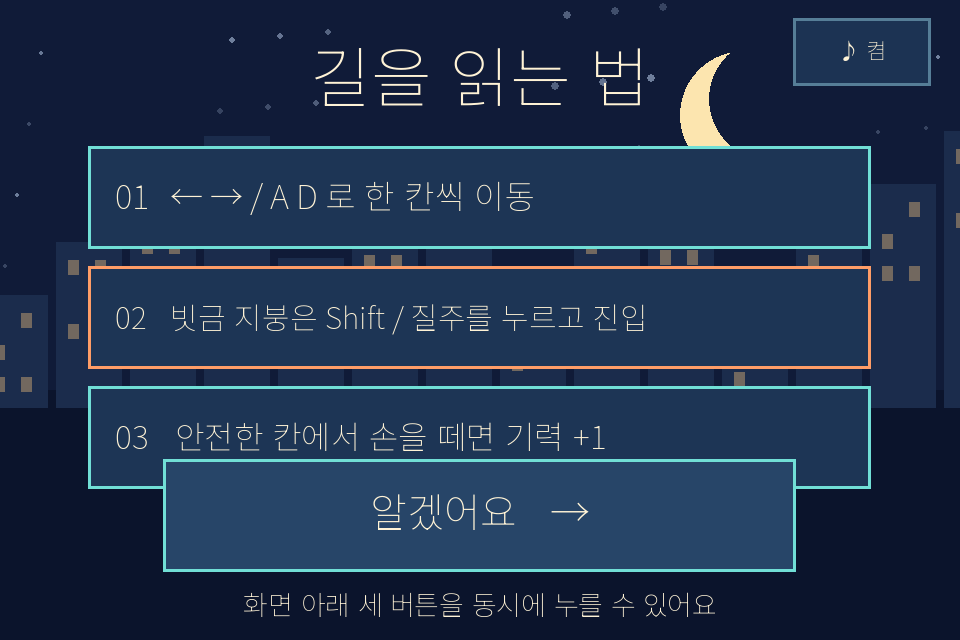 길을 읽는 법
♪ 켬
01 ← → / A D 로 한 칸씩 이동
02 빗금 지붕은 Shift / 질주를 누르고 진입
03 안전한 칸에서 손을 떼면 기력 +1
알겠어요 →
화면 아래 세 버튼을 동시에 누를 수 있어요